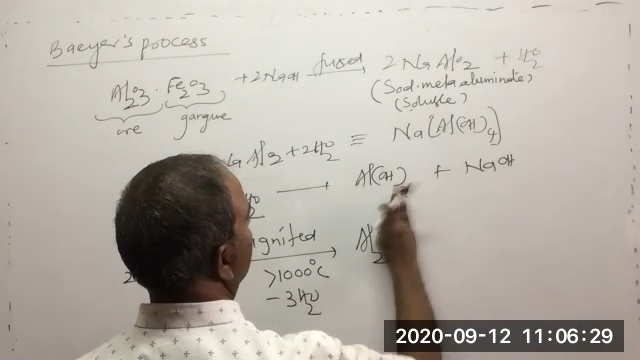 Baeyer's process
Al2O3 · Fe2O3 + 2NaOH fused → 2NaAlO2 + H2O
(Sod. meta aluminate)
(Soluble)
ore gangue
NaAlO2 + 2H2O ≡ Na[Al(OH)4]
H2O → Al(OH) + NaOH
ignited
>1000°C
-3H2O
2020-09-12 11:06:29